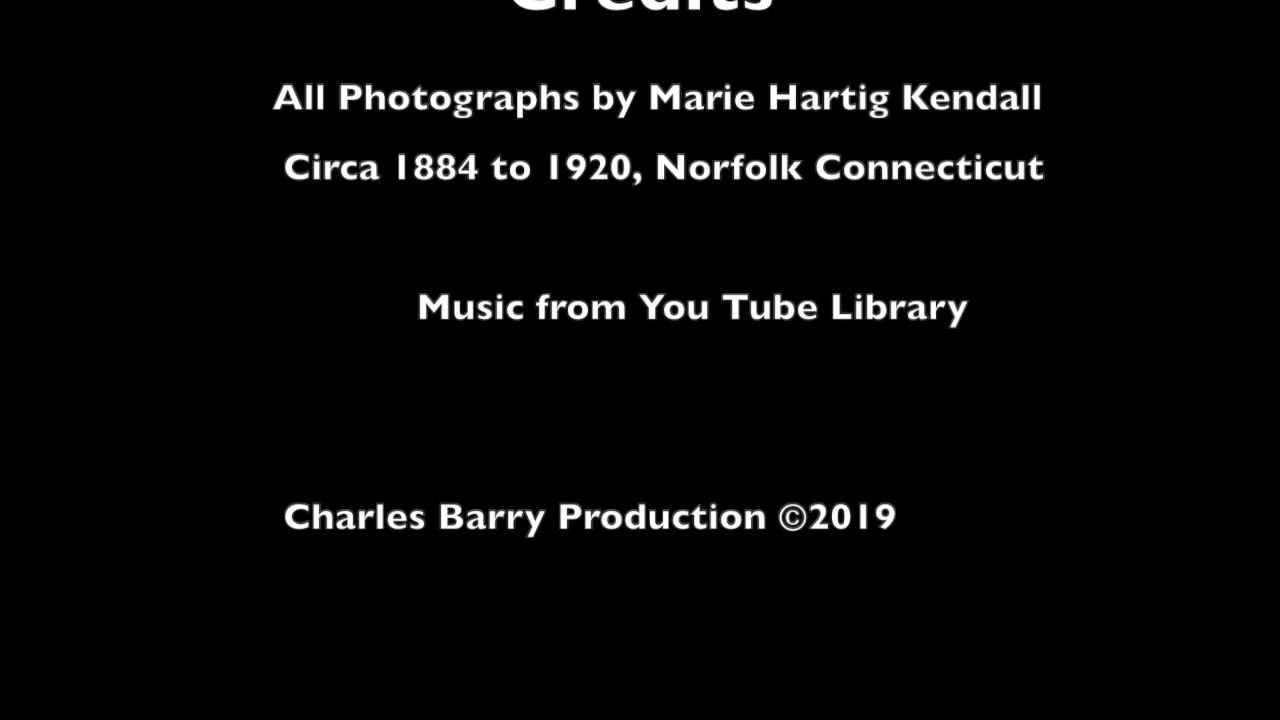 Credits
All Photographs by Marie Hartig Kendall
Circa 1884 to 1920, Norfolk Connecticut
Music from You Tube Library
Charles Barry Production ©2019